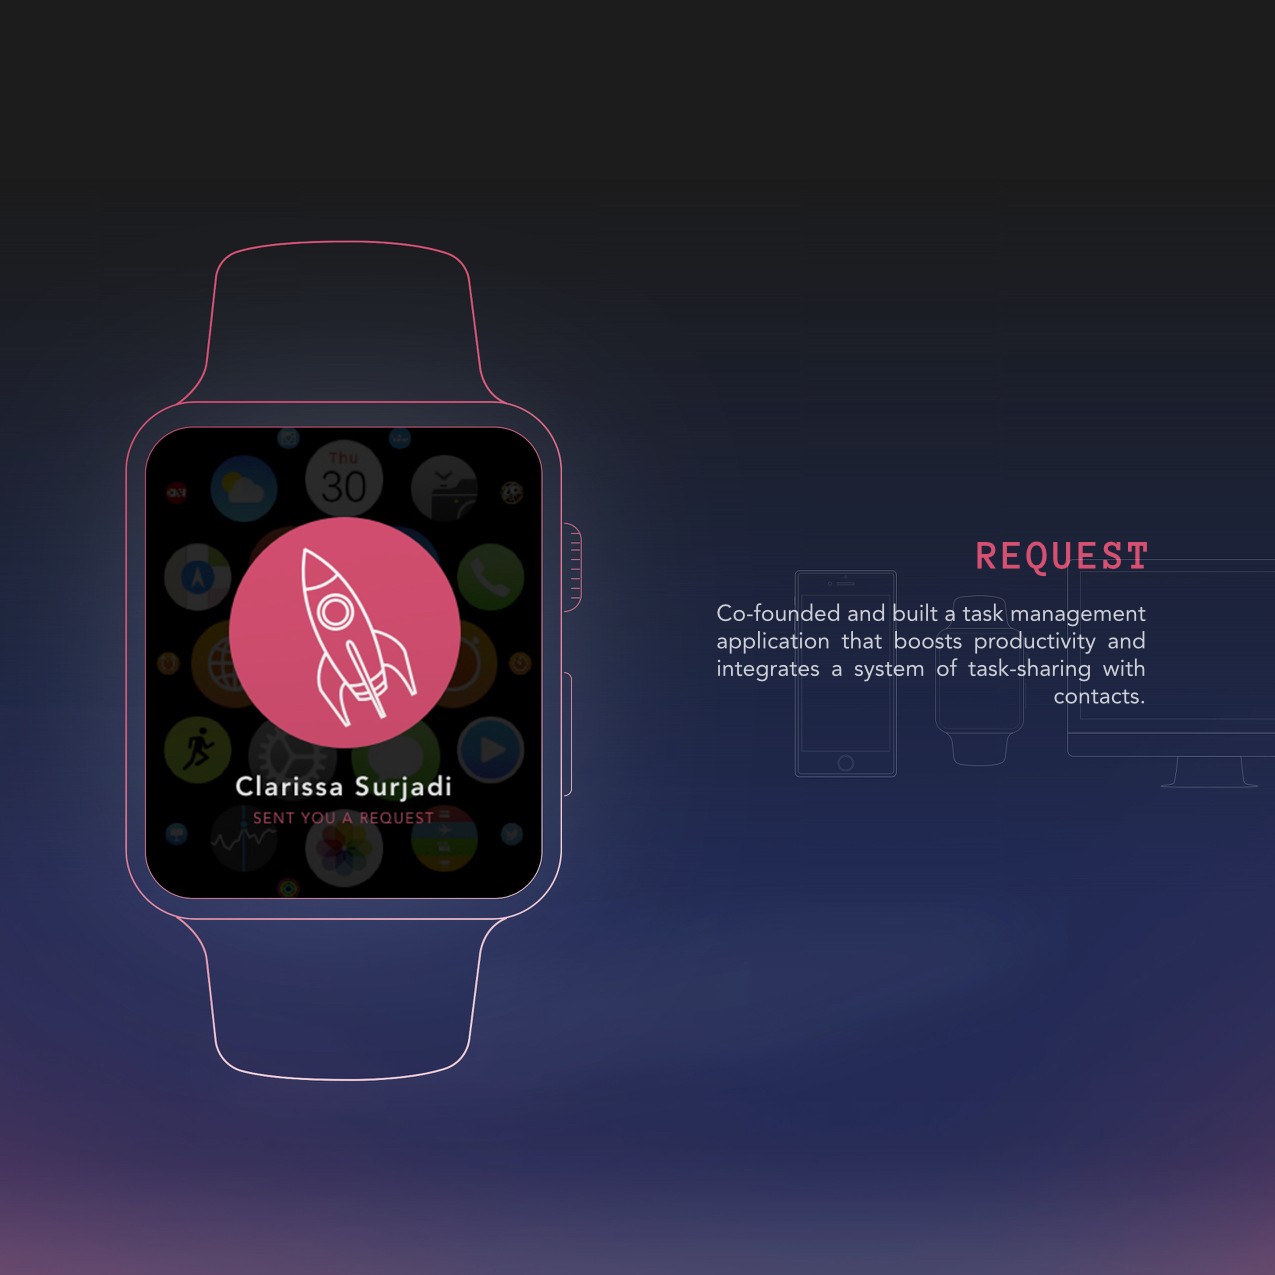 Thu
30
Clarissa Surjadi
SENT YOU A REQUEST
REQUEST
Co-founded and built a task management
application that boosts productivity and
integrates a system of task-sharing with
contacts.